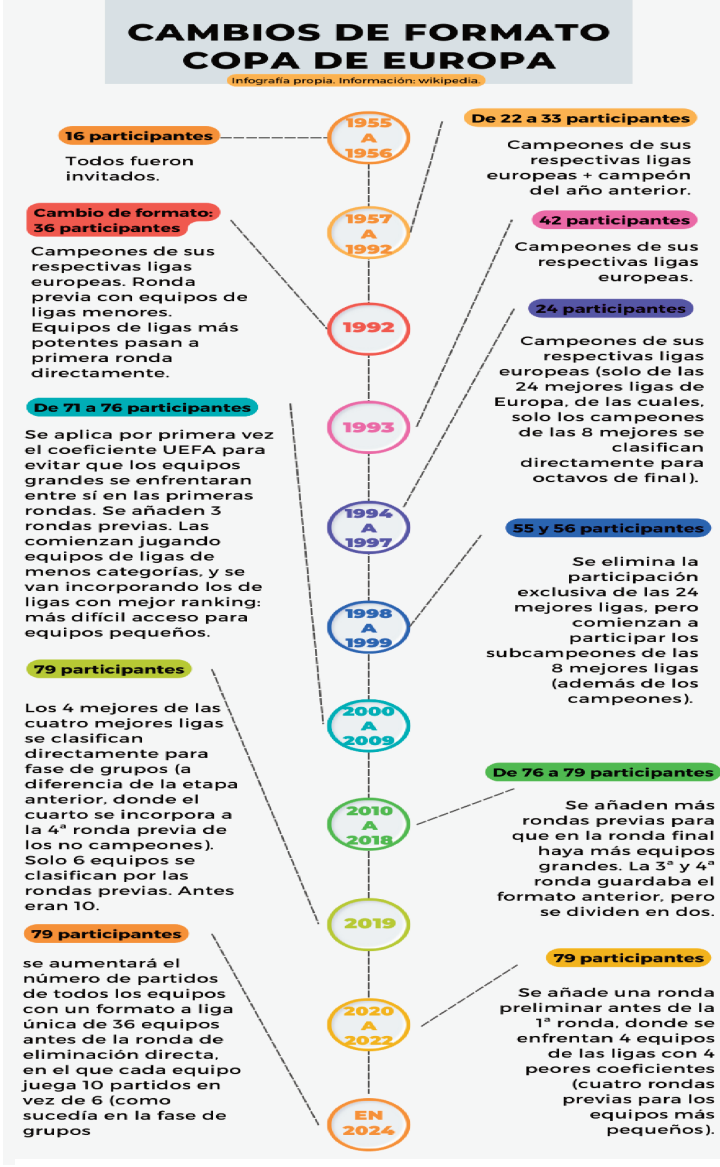 CAMBIOS DE FORMATO
COPA DE EUROPA
Infografía propia. Información: wikipedia.
1955
A
1956
16 participantes
Todos fueron
invitados.
1957
A
1992
De 22 a 33 participantes
Campeones de sus
respectivas ligas
europeas + campeón
del año anterior.
1992
Cambio de formato:
36 participantes
Campeones de sus
respectivas ligas
europeas. Ronda
previa con equipos de
ligas menores.
Equipos de ligas más
potentes pasan a
primera ronda
directamente.
1993
42 participantes
Campeones de sus
respectivas ligas
europeas.
1994
A
1997
24 participantes
Campeones de sus
respectivas ligas
europeas (solo de las
24 mejores ligas de
Europa, de las cuales,
solo los campeones
de las 8 mejores se
clasifican
directamente para
octavos de final).
1998
A
1999
55 y 56 participantes
Se elimina la
participación
exclusiva de las 24
mejores ligas, pero
comienzan a
participar los
subcampeones de las
8 mejores ligas
(además de los
campeones).
2000
A
2009
De 71 a 76 participantes
Se aplica por primera vez
el coeficiente UEFA para
evitar que los equipos
grandes se enfrentaran
entre sí en las primeras
rondas. Se añaden 3
rondas previas. Las
comienzan jugando
equipos de ligas de
menos categorías, y se
van incorporando los de
ligas con mejor ranking:
más difícil acceso para
equipos pequeños.
2010
A
2018
De 76 a 79 participantes
Se añaden más
rondas previas para
que en la ronda final
haya más equipos
grandes. La 3ª y 4ª
ronda guardaba el
formato anterior, pero
se dividen en dos.
2019
79 participantes
Los 4 mejores de las
cuatro mejores ligas
se clasifican
directamente para
fase de grupos (a
diferencia de la etapa
anterior, donde el
cuarto se incorpora a
la 4ª ronda previa de
los no campeones).
Solo 6 equipos se
clasifican por las
rondas previas. Antes
eran 10.
2020
A
2022
79 participantes
Se añade una ronda
preliminar antes de la
1ª ronda, donde se
enfrentan 4 equipos
de las ligas con 4
peores coeficientes
(cuatro rondas
previas para los
equipos más
pequeños).
EN
2024
79 participantes
se aumentará el
número de partidos
de todos los equipos
con un formato a liga
única de 36 equipos
antes de la ronda de
eliminación directa,
en el que cada equipo
juega 10 partidos en
vez de 6 (como
sucedía en la fase de
grupos